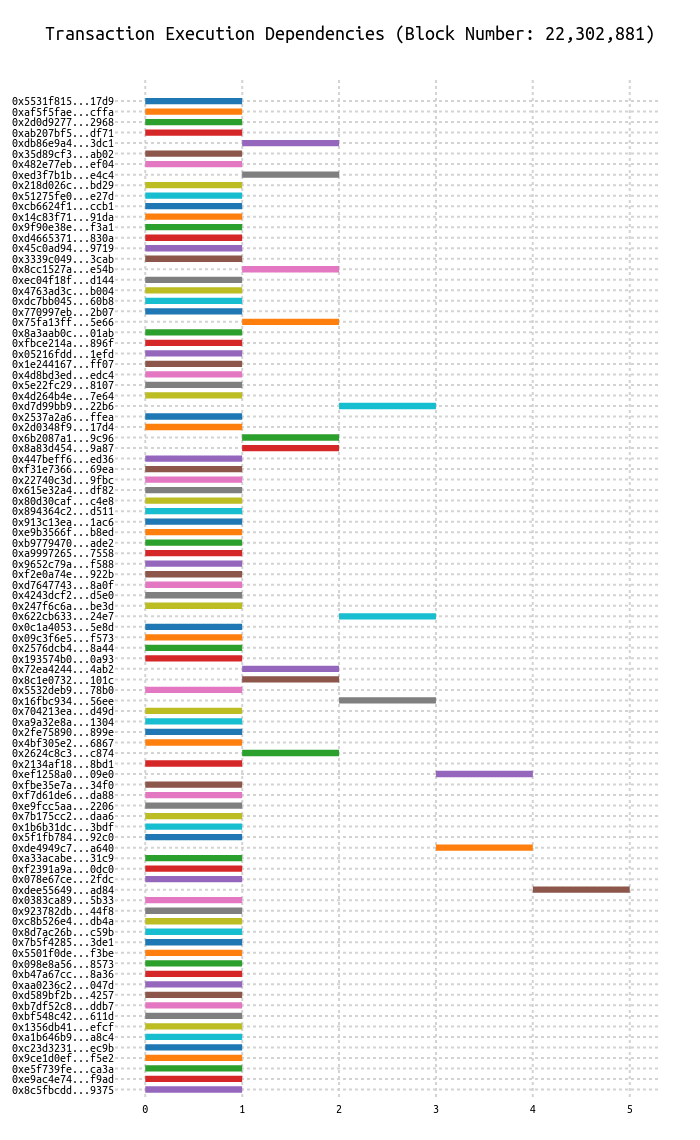 Transaction Execution Dependencies (Block Number: 22,302,881)
0x5531f815...17d9
0xaf5f5fae...cffa
0x2d0d9277...2968
0xab207bf5...df71
0xdb86e9a4...3dc1
0x35d89cf3...ab02
0x482e77eb...ef04
0xed3f7b1b...e4c4
0x218d026c...bd29
0x51275fe0...e27d
0xcb6624f1...ccb1
0x14c83f71...91da
0x9f90e38e...f3a1
0xd4665371...830a
0x45c0ad94...9719
0x3339c049...3cab
0x8cc1527a...e54b
0xec04f18f...d144
0x4763ad3c...b004
0xdc7bb045...60b8
0x770997eb...2b07
0x75fa13ff...5e66
0x8a3aab0c...01ab
0xfbce214a...896f
0x05216fdd...1efd
0x1e244167...ff07
0x4d8bd3ed...edc4
0x5e22fc29...8107
0x4d264b4e...7e64
0xd7d99bb9...22b6
0x2537a2a6...ffea
0x2d0348f9...17d4
0x6b2087a1...9c96
0x8a83d454...9a87
0x447beff6...ed36
0xf31e7366...69ea
0x22740c3d...9fbc
0x615e32a4...df82
0x80d30caf...c4e8
0x894364c2...d511
0x913c13ea...1ac6
0xe9b3566f...b8ed
0xb9779470...ade2
0xa9997265...7558
0x9652c79a...f588
0xf2e0a74e...922b
0xd7647743...8a0f
0x4243dcf2...d5e0
0x247f6c6a...be3d
0x622cb633...24e7
0x0c1a4053...5e8d
0x09c3f6e5...f573
0x2576dcb4...8a44
0x193574b0...0a93
0x72ea4244...4ab2
0x8c1e0732...101c
0x5532deb9...78b0
0x16fbc934...56ee
0x704213ea...d49d
0xa9a32e8a...1304
0x2fe75890...899e
0x4bf305e2...6867
0x2624c8c3...c874
0x2134af18...8bd1
0xef1258a0...09e0
0xfbe35e7a...34f0
0xf7d61de6...da88
0xe9fcc5aa...2206
0x7b175cc2...daa6
0x1b6b31dc...3bdf
0x5f1fb784...92c0
0xde4949c7...a640
0xa33acabe...31c9
0xf2391a9a...0dc0
0x078e67ce...2fdc
0xdee55649...ad84
0x0383ca89...5b33
0x923782db...44f8
0xc8b526e4...db4a
0x8d7ac26b...c59b
0x7b5f4285...3de1
0x5501f0de...f3be
0x098e8a56...8573
0xb47a67cc...8a36
0xaa0236c2...047d
0xd589bf2b...4257
0xb7df52c8...ddb7
0xbf548c42...611d
0x1356db41...efcf
0xa1b646b9...a8c4
0xc23d3231...ec9b
0x9ce1d0ef...f5e2
0xe5f739fe...ca3a
0xe9ac4e74...f9ad
0x8c5fbcdd...9375
0 1 2 3 4 5